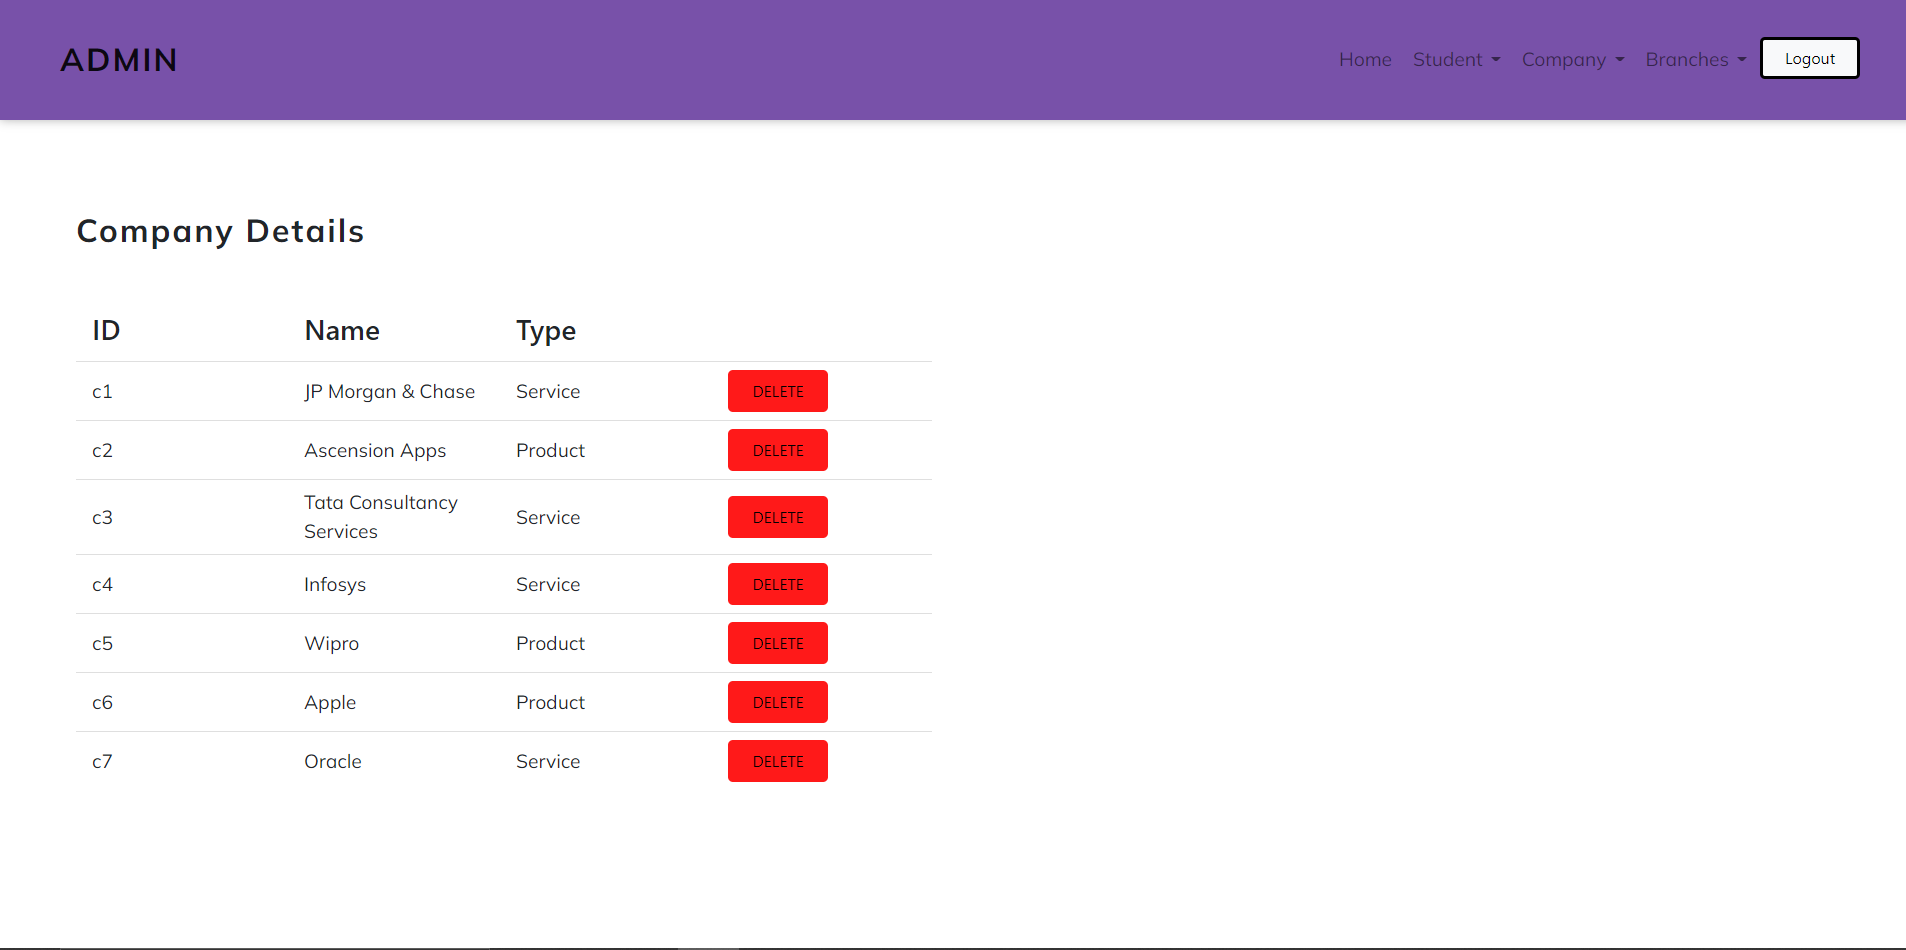 ADMIN
Home Student Company Branches Logout
Company Details
ID Name Type
c1 JP Morgan & Chase Service DELETE
c2 Ascension Apps Product DELETE
c3 Tata Consultancy Services Service DELETE
c4 Infosys Service DELETE
c5 Wipro Product DELETE
c6 Apple Product DELETE
c7 Oracle Service DELETE